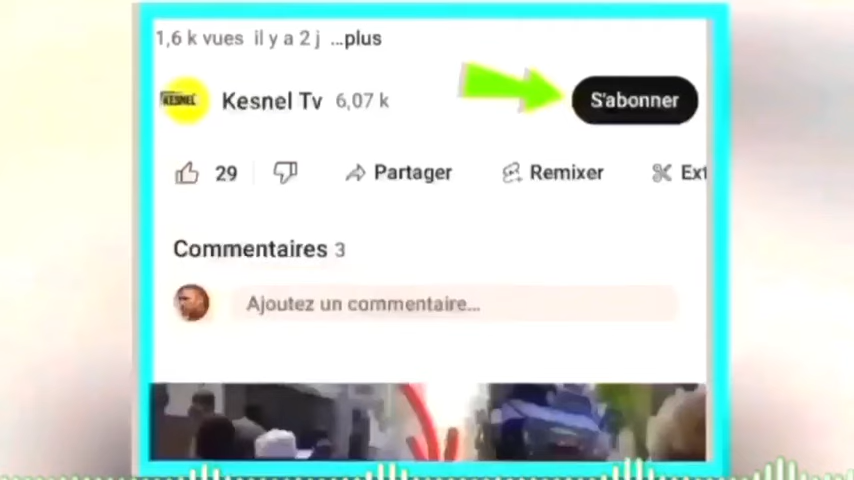 1,6 k vues il y a 2 j ...plus
KESNEL
Kesnel Tv 6,07 k
S'abonner
29
Partager
Remixer
Ext
Commentaires 3
Ajoutez un commentaire...